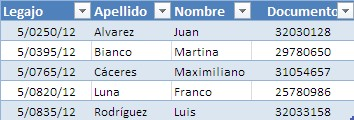 Legajo Apellido Nombre Documento
5/0250/12 Alvarez Juan 32030128
5/0395/12 Bianco Martina 29780650
5/0765/12 Cáceres Maximiliano 31054657
5/0820/12 Luna Franco 25780986
5/0835/12 Rodríguez Luis 32033158